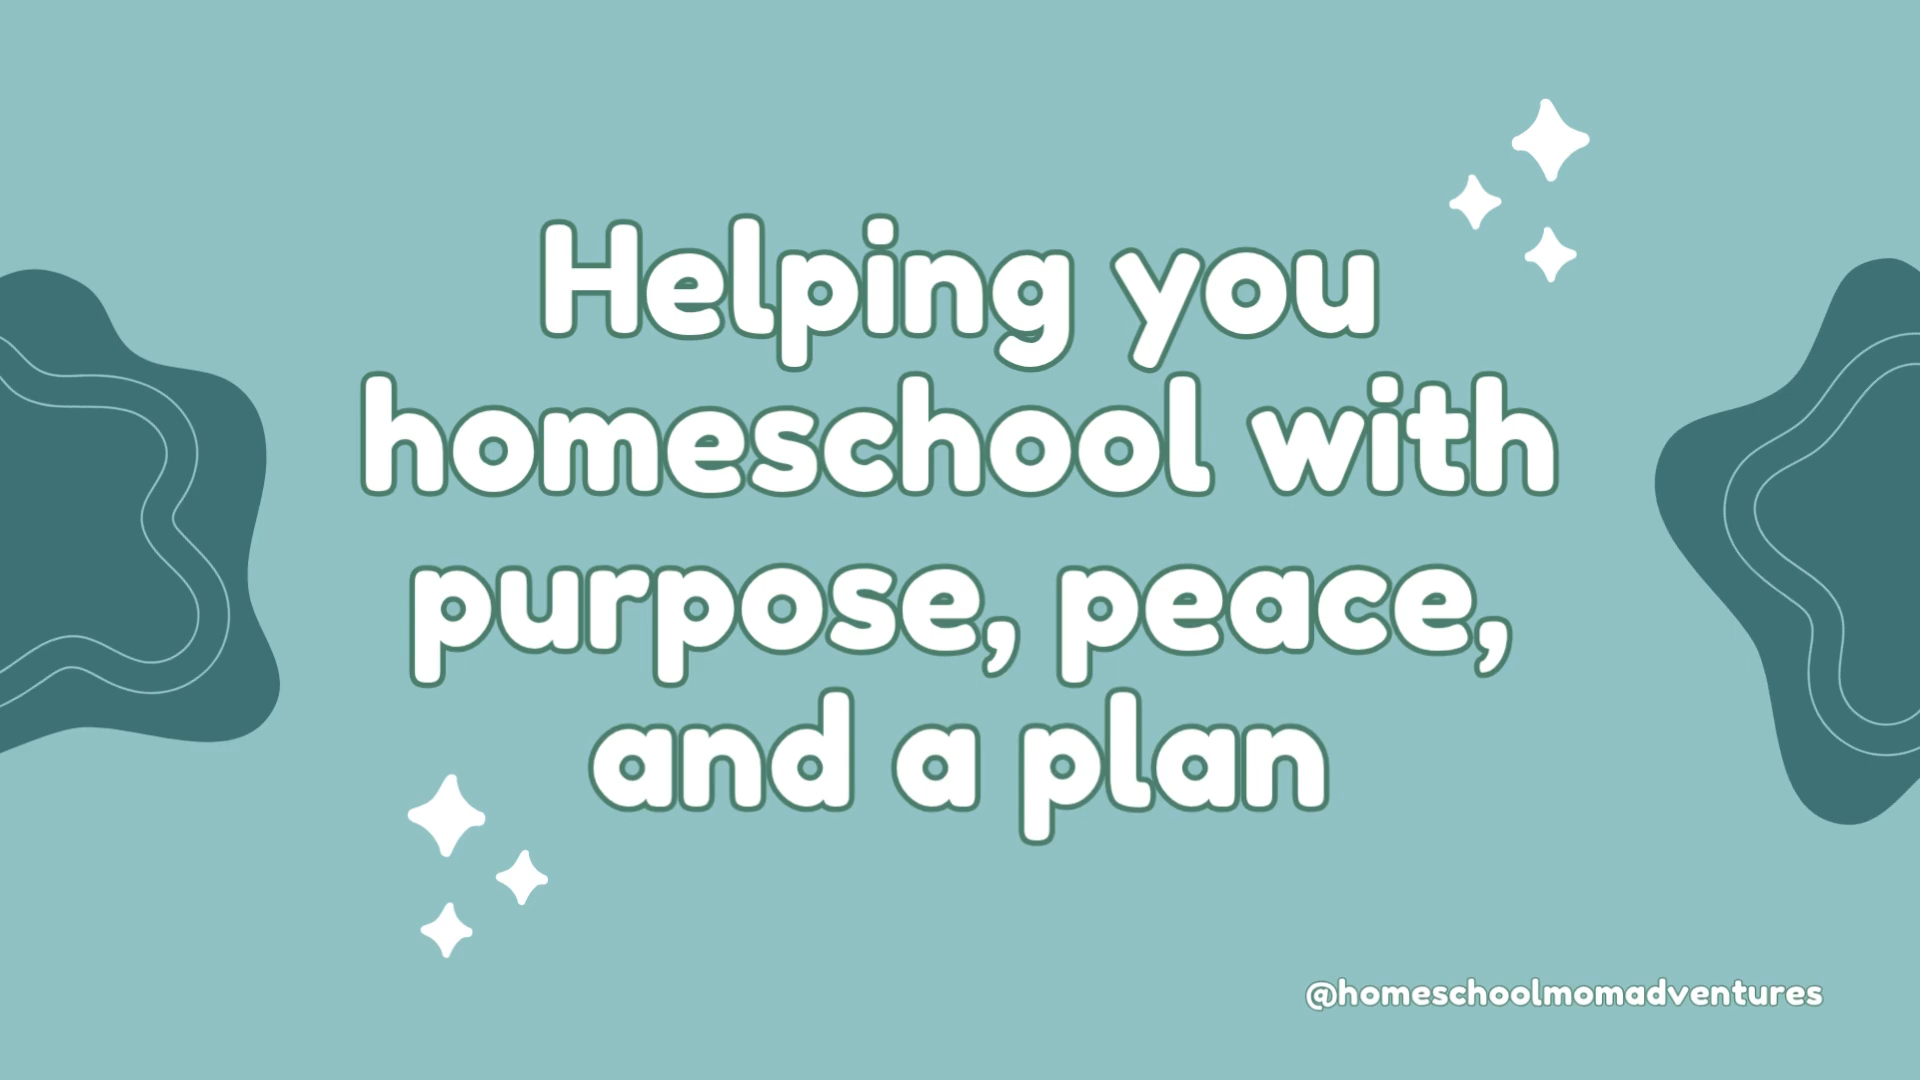 Helping you
homeschool with
purpose, peace,
and a plan
@homeschoolmomadventures